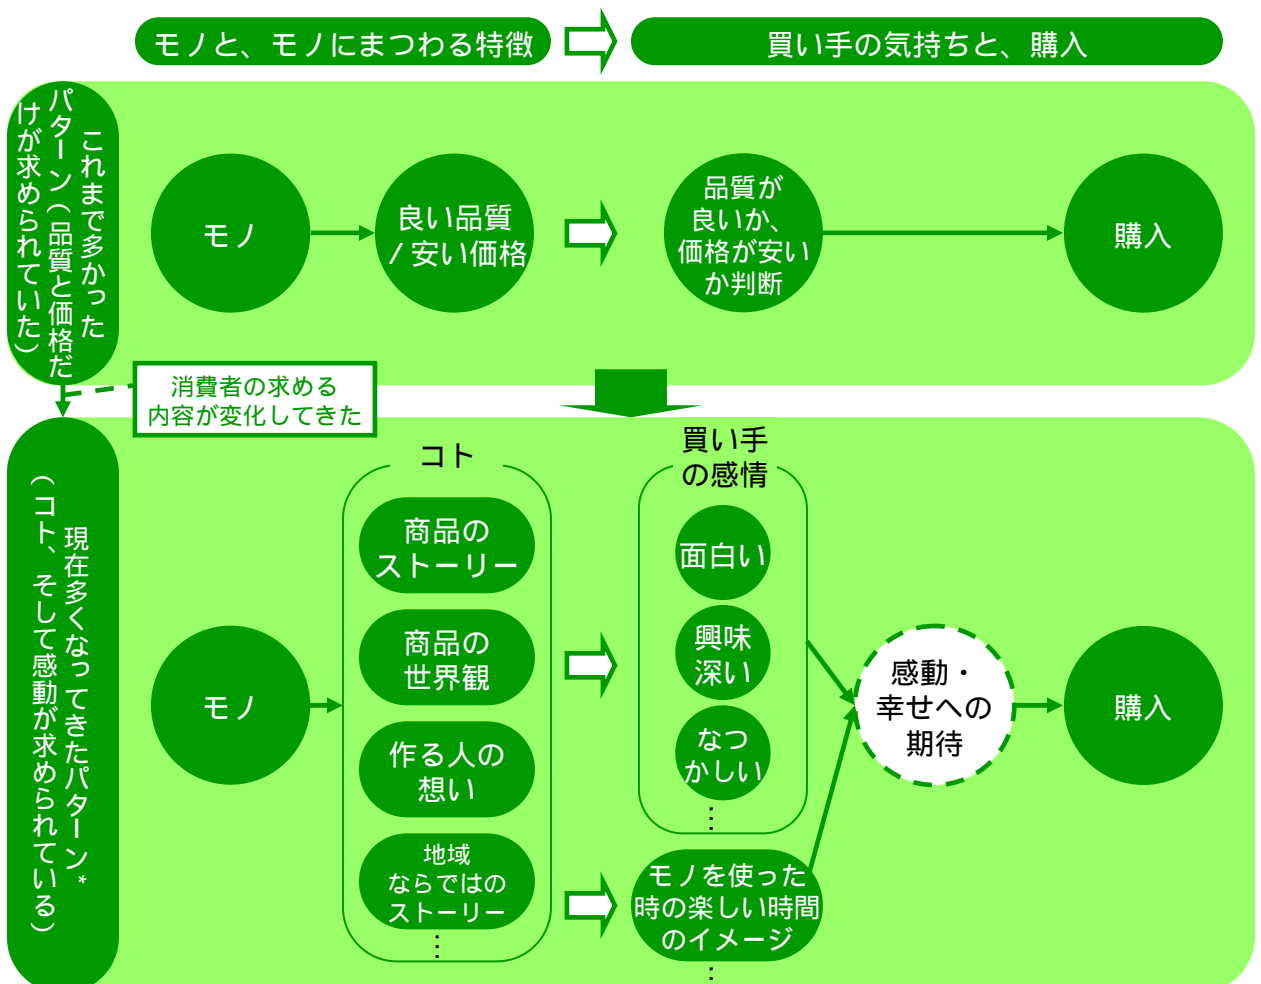 モノと、モノにまつわる特徴
買い手の気持ちと、購入
これまで多かった
パターン(品質と価格だ
けが求められていた)
モノ
良い品質
/安い価格
品質が
良いか、
価格が安い
か判断
購入
消費者の求める
内容が変化してきた
現在多くなってきたパターン*
(コト、そして感動が求められている)
モノ
コト
商品の
ストーリー
商品の
世界観
作る人の
想い
地域
ならではの
ストーリー
…
買い手
の感情
面白い
興味
深い
なつ
かしい
…
モノを使った
時の楽しい時間
のイメージ
…
感動・
幸せへの
期待
購入